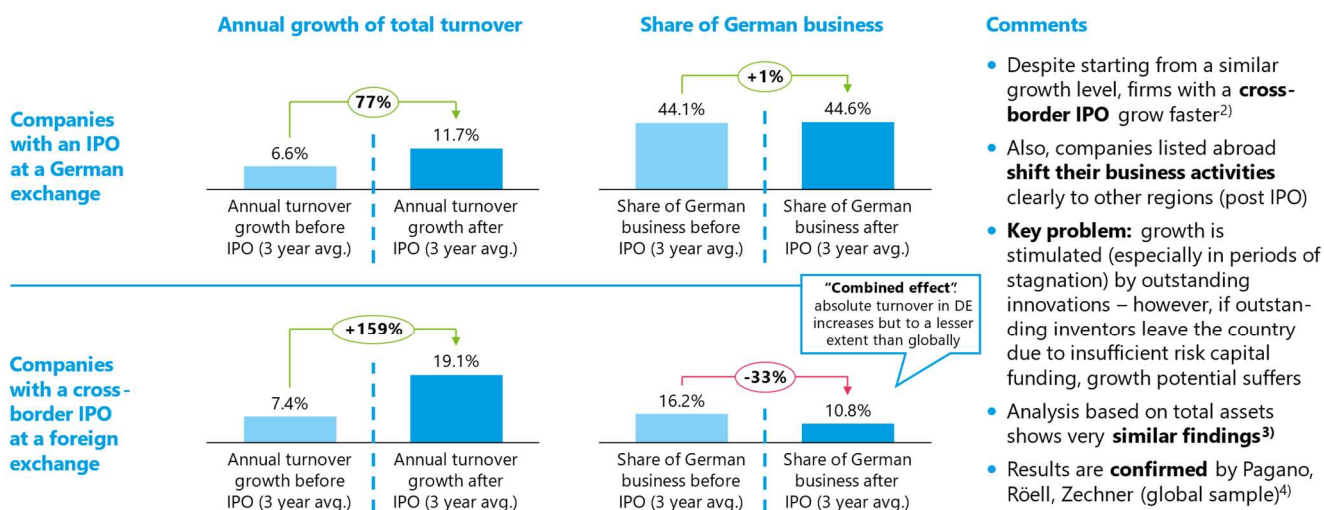 Annual growth of total turnover
Share of German business
Comments
Companies
with an IPO
at a German
exchange
77%
6.6%
11.7%
Annual turnover
growth before
IPO (3 year avg.)
Annual turnover
growth after
IPO (3 year avg.)
+1%
44.1%
44.6%
Share of German
business before
IPO (3 year avg.)
Share of German
business after
IPO (3 year avg.)
Companies
with a cross-
border IPO
at a foreign
exchange
+159%
7.4%
19.1%
Annual turnover
growth before
IPO (3 year avg.)
Annual turnover
growth after
IPO (3 year avg.)
"Combined effect":
absolute turnover in DE
increases but to a lesser
extent than globally
-33%
16.2%
10.8%
Share of German
business before
IPO (3 year avg.)
Share of German
business after
IPO (3 year avg.)
• Despite starting from a similar
growth level, firms with a cross-
border IPO grow faster2)
• Also, companies listed abroad
shift their business activities
clearly to other regions (post IPO)
• Key problem: growth is
stimulated (especially in periods of
stagnation) by outstanding
innovations – however, if outstan-
ding inventors leave the country
due to insufficient risk capital
funding, growth potential suffers
• Analysis based on total assets
shows very similar findings3)
• Results are confirmed by Pagano,
Röell, Zechner (global sample)4)